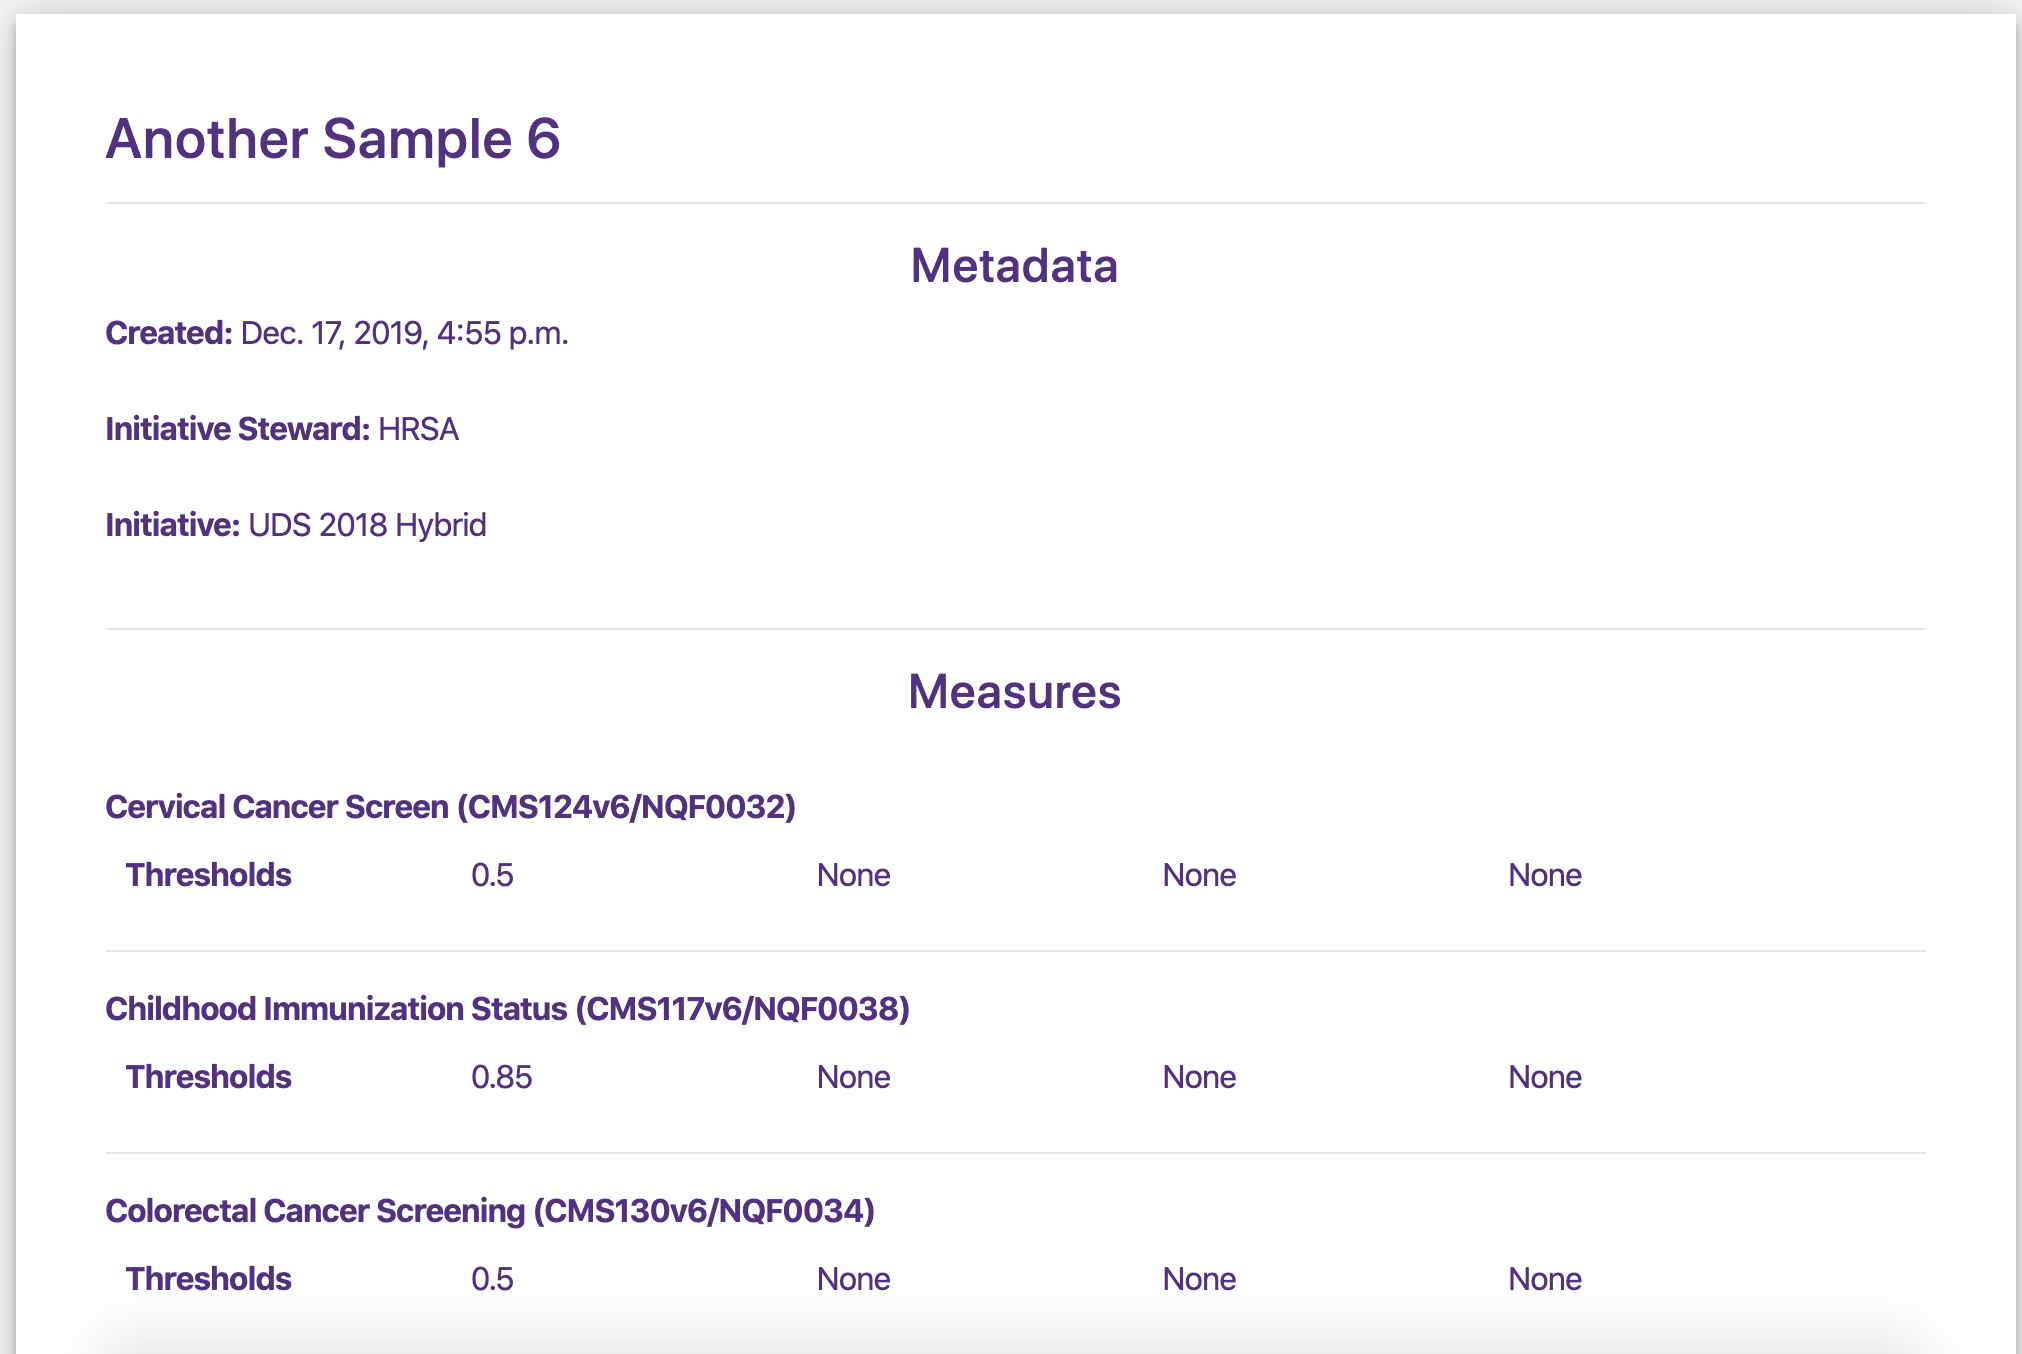 Another Sample 6
Metadata
Created: Dec. 17, 2019, 4:55 p.m.
Initiative Steward: HRSA
Initiative: UDS 2018 Hybrid
Measures
Cervical Cancer Screen (CMS124v6/NQF0032)
Thresholds 0.5 None None None
Childhood Immunization Status (CMS117v6/NQF0038)
Thresholds 0.85 None None None
Colorectal Cancer Screening (CMS130v6/NQF0034)
Thresholds 0.5 None None None